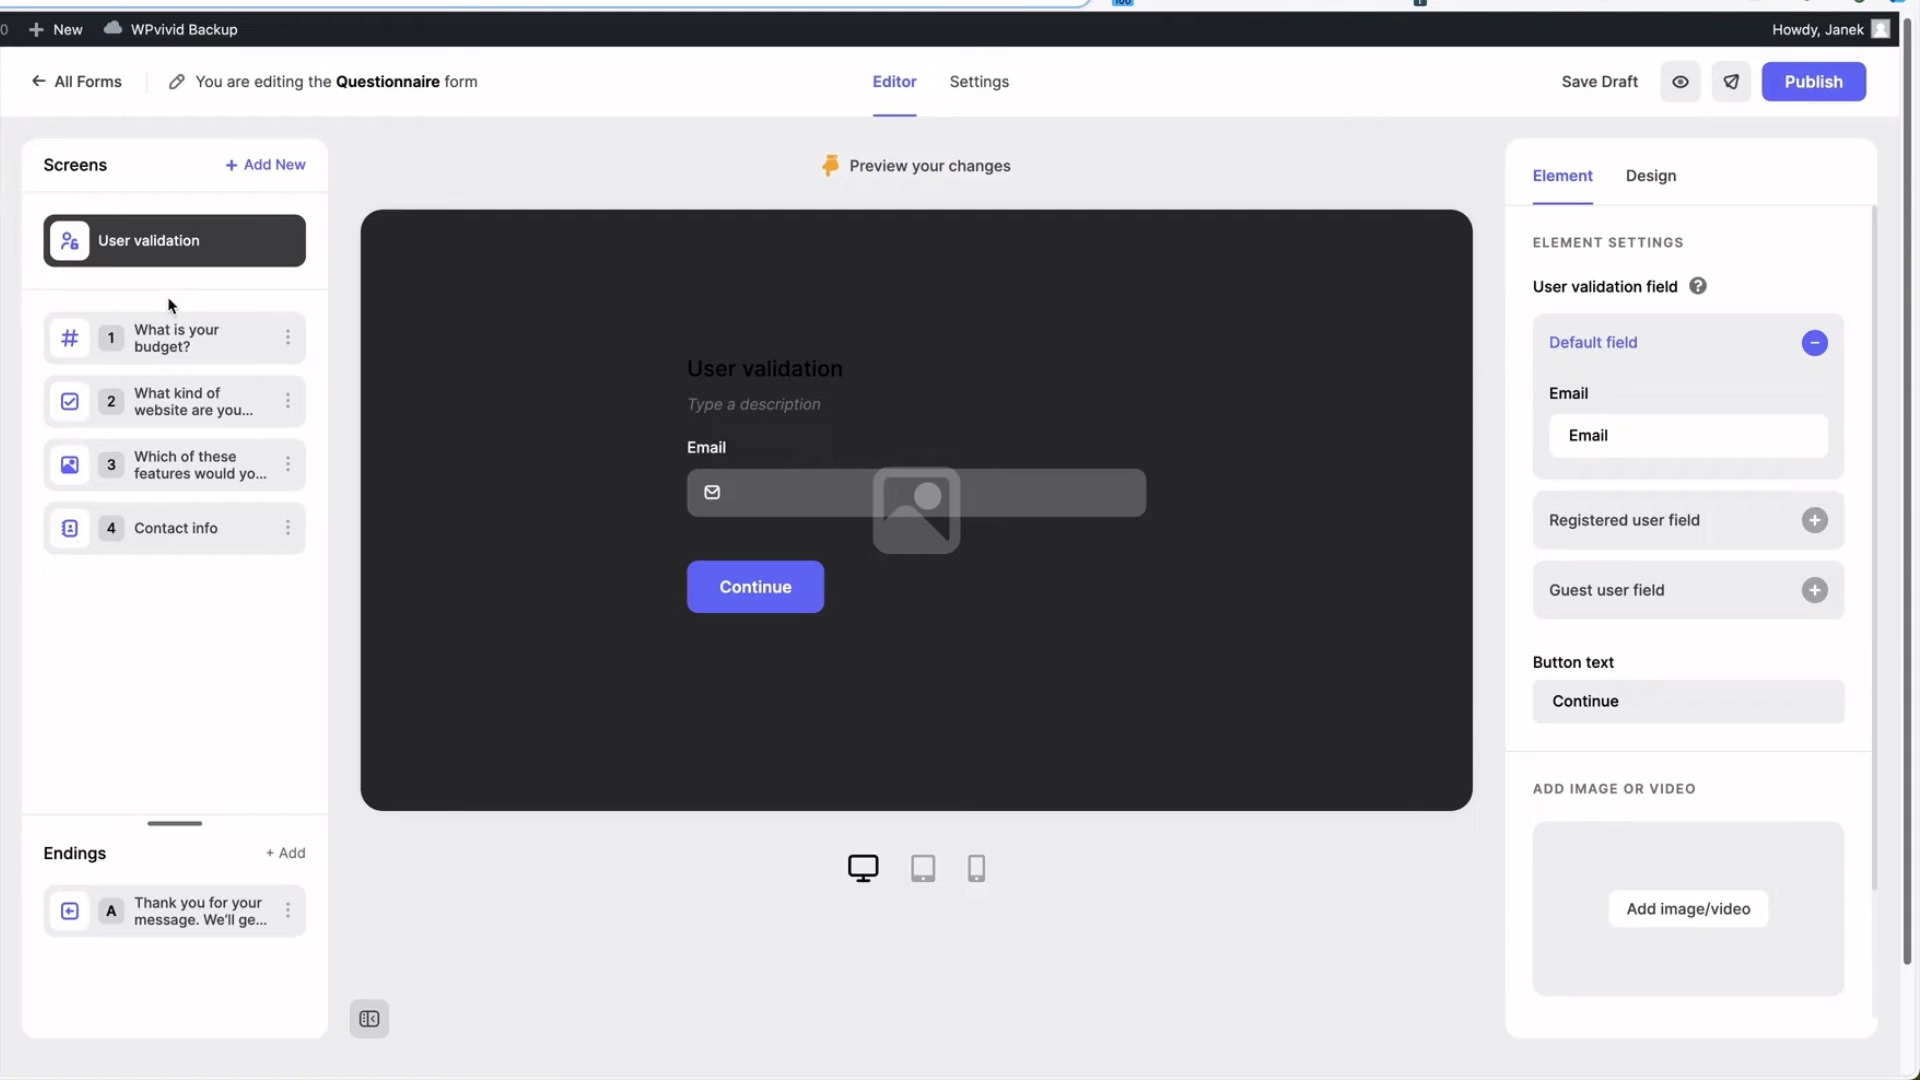 0 New WPvivid Backup Howdy, Janek
All Forms You are editing the Questionnaire form Editor Settings Save Draft Publish
Screens + Add New
User validation
1 What is your
budget?
2 What kind of
website are you...
3 Which of these
features would yo...
4 Contact info
Endings + Add
A Thank you for your
message. We'll ge...
Preview your changes
User validation
Type a description
Email
Continue
Element Design
ELEMENT SETTINGS
User validation field ?
Default field
Email
Email
Registered user field
Guest user field
Button text
Continue
ADD IMAGE OR VIDEO
Add image/video